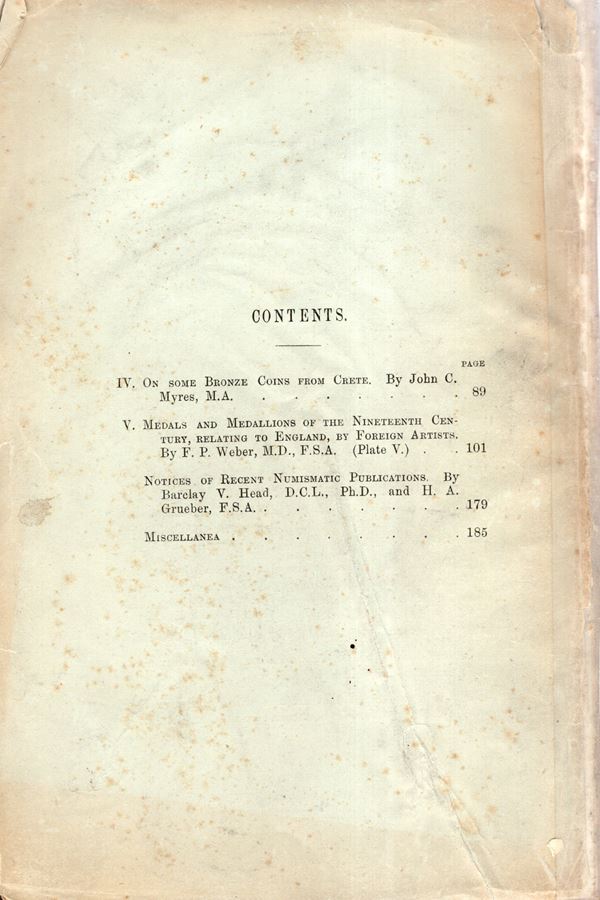 CONTENTS.
PAGE
IV. On some Bronze Coins from Crete. By John C.
Myres, M.A. . . . . . . . 89
V. Medals and Medallions of the Nineteenth Cen-
tury, relating to England, by Foreign Artists.
By F. P. Weber, M.D., F.S.A. (Plate V.) . . 101
Notices of Recent Numismatic Publications. By
Barclay V. Head, D.C.L., Ph.D., and H. A.
Grueber, F.S.A. . . . . . . . 179
Miscellanea . . . . . . . . 185